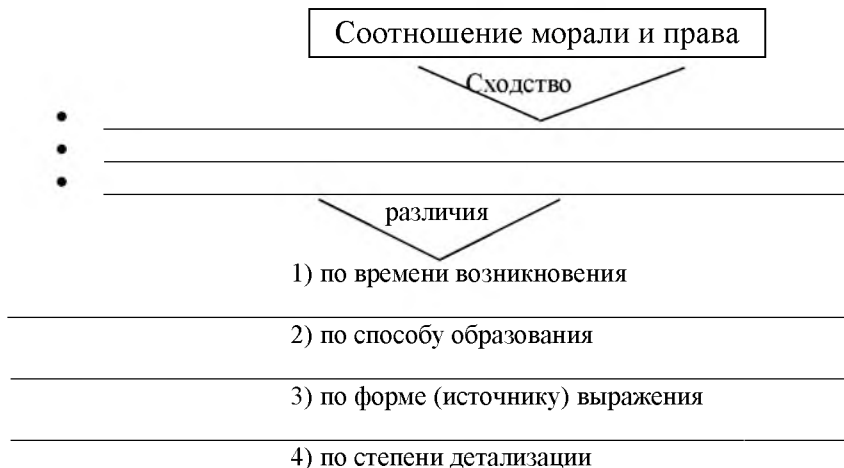 Соотношение морали и права
Сходство
•
•
•
различия
1) по времени возникновения
2) по способу образования
3) по форме (источнику) выражения
4) по степени детализации